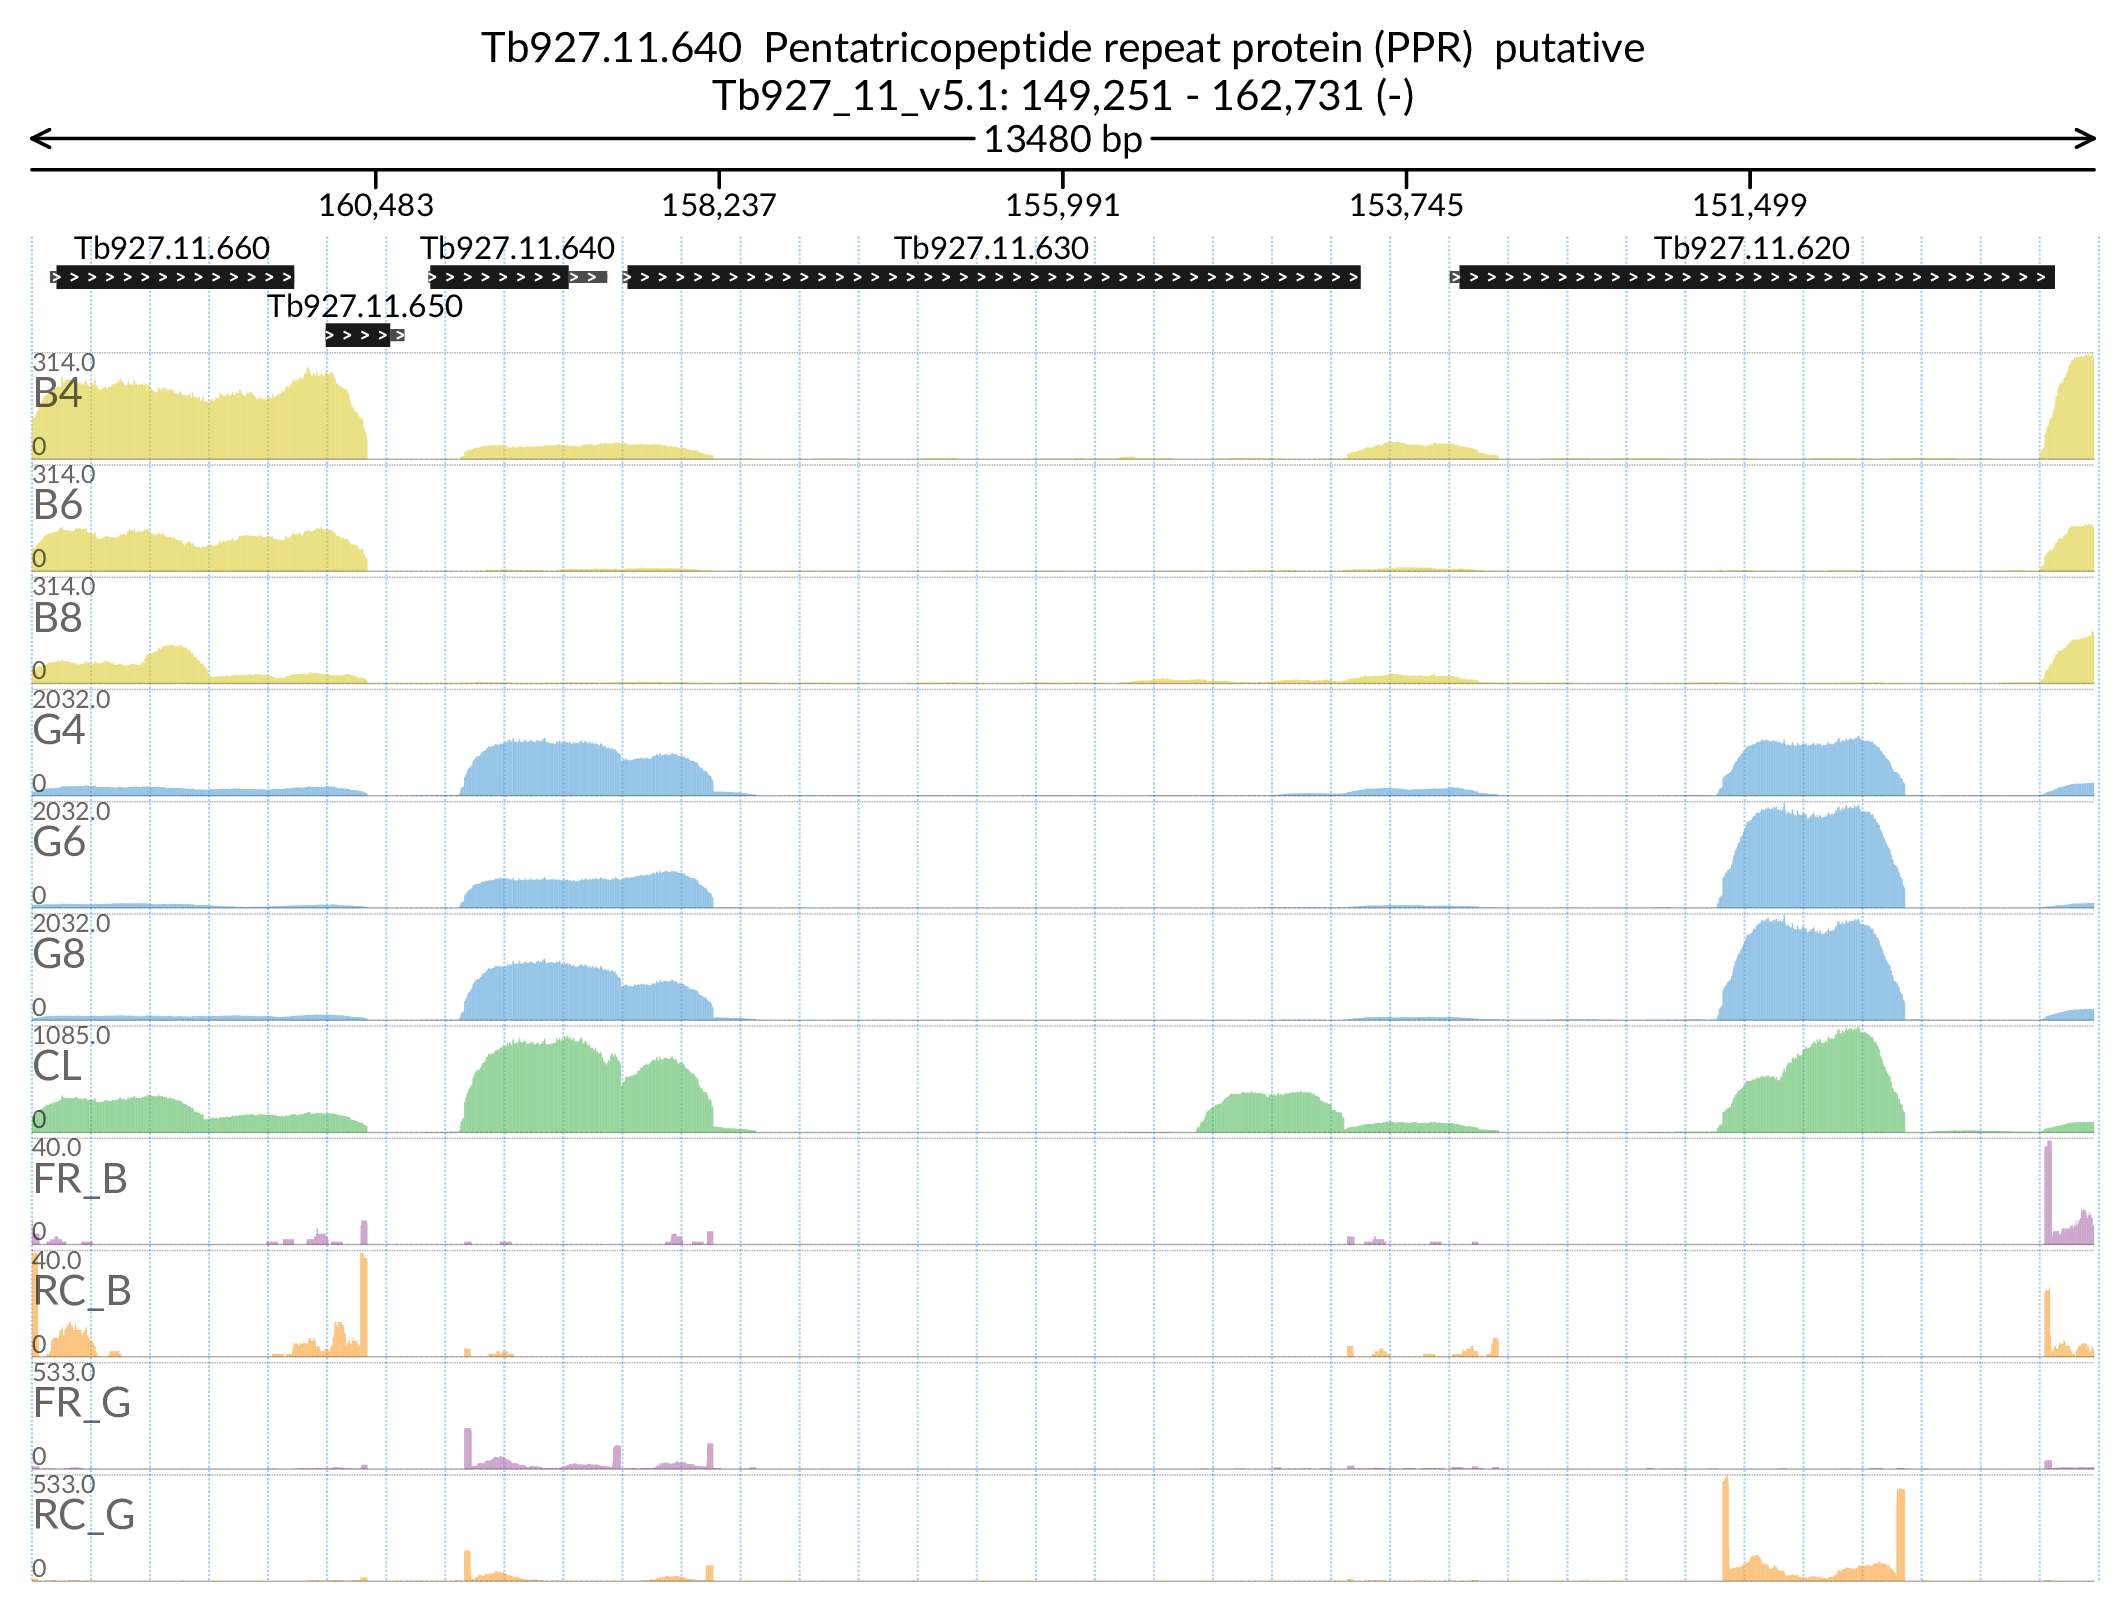 Tb927.11.640 Pentatricopeptide repeat protein (PPR) putative
Tb927_11_v5.1: 149,251 - 162,731 (-)
13480 bp
160,483 158,237 155,991 153,745 151,499
Tb927.11.660 Tb927.11.640 Tb927.11.630 Tb927.11.620
Tb927.11.650
314.0
B4
0
314.0
B6
0
314.0
B8
0
2032.0
G4
0
2032.0
G6
0
2032.0
G8
0
1085.0
CL
0
40.0
FR_B
0
40.0
RC_B
0
533.0
FR_G
0
533.0
RC_G
0